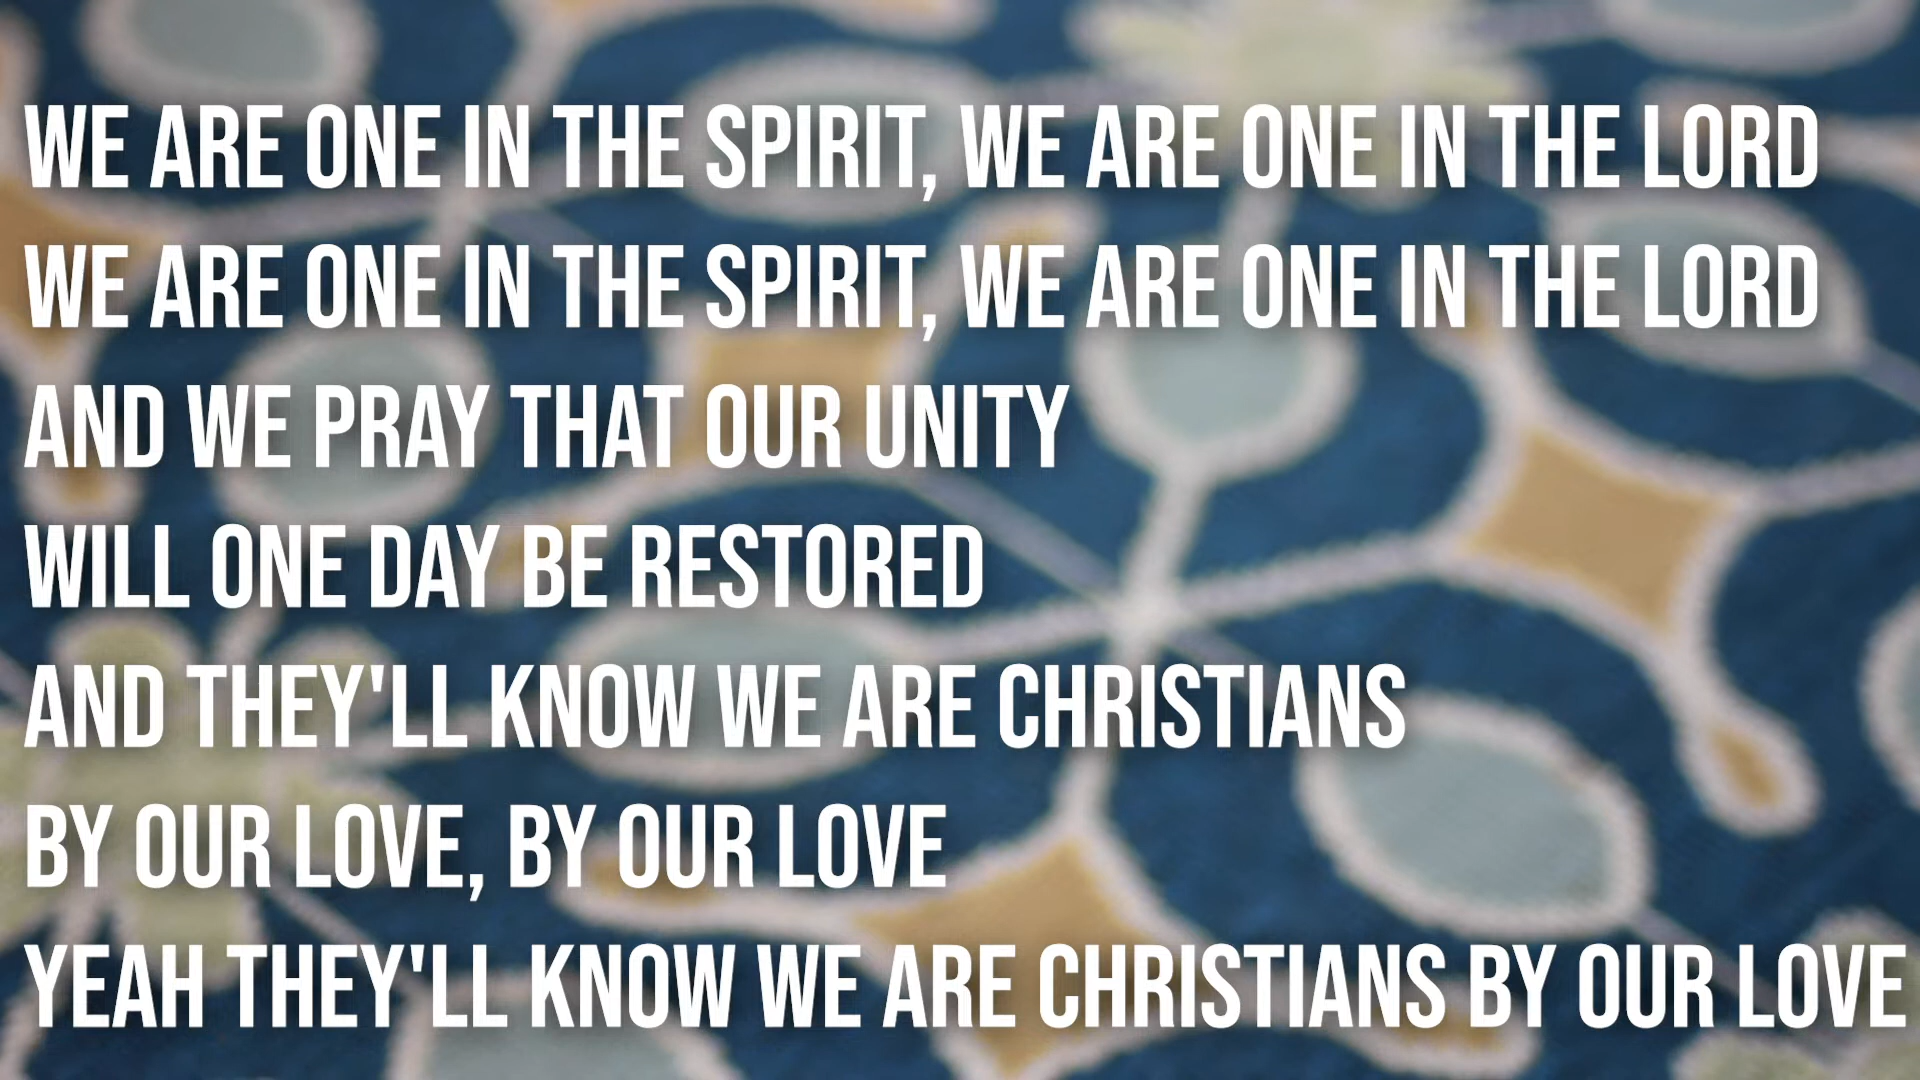 WE ARE ONE IN THE SPIRIT, WE ARE ONE IN THE LORD
WE ARE ONE IN THE SPIRIT, WE ARE ONE IN THE LORD
AND WE PRAY THAT OUR UNITY
WILL ONE DAY BE RESTORED
AND THEY'LL KNOW WE ARE CHRISTIANS
BY OUR LOVE, BY OUR LOVE
YEAH THEY'LL KNOW WE ARE CHRISTIANS BY OUR LOVE